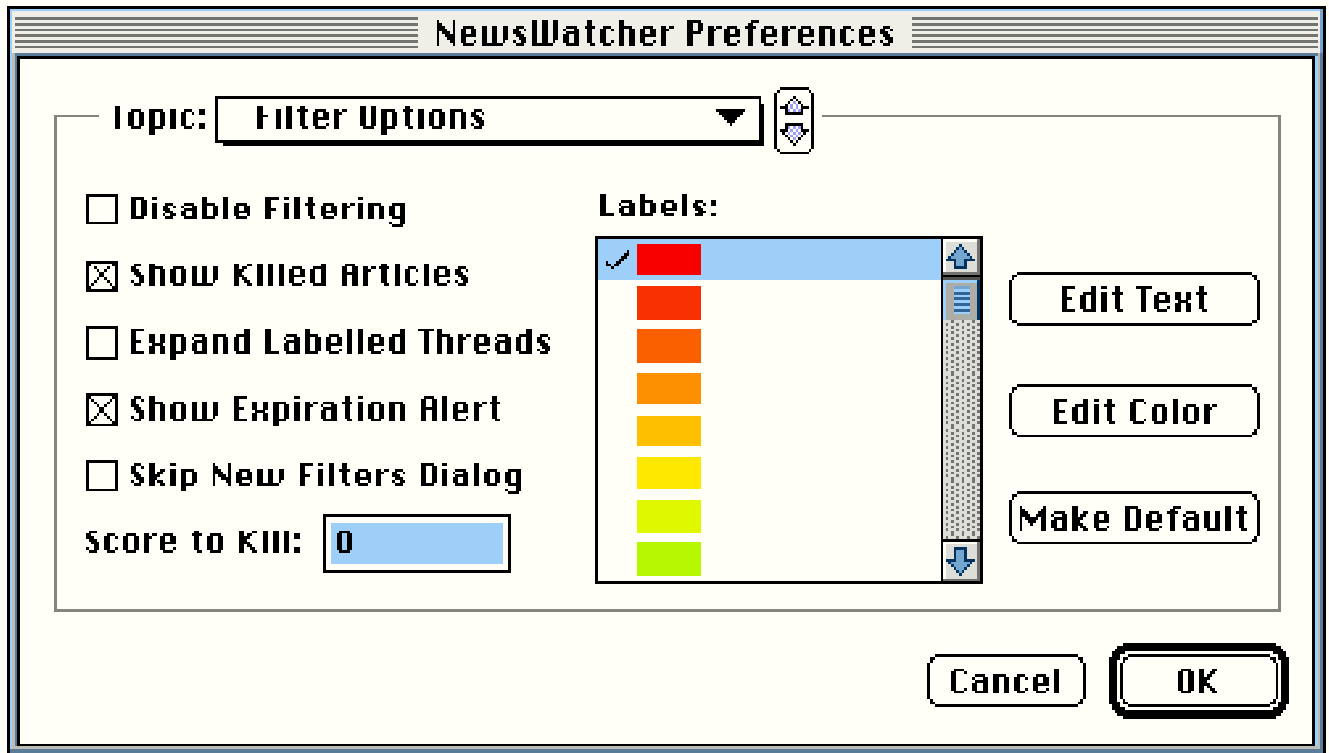 NewsWatcher Preferences
Topic: Filter Options
Disable Filtering
Show Killed Articles
Expand Labelled Threads
Show Expiration Alert
Skip New Filters Dialog
Score to Kill: 0
Labels:
Edit Text
Edit Color
Make Default
Cancel
OK